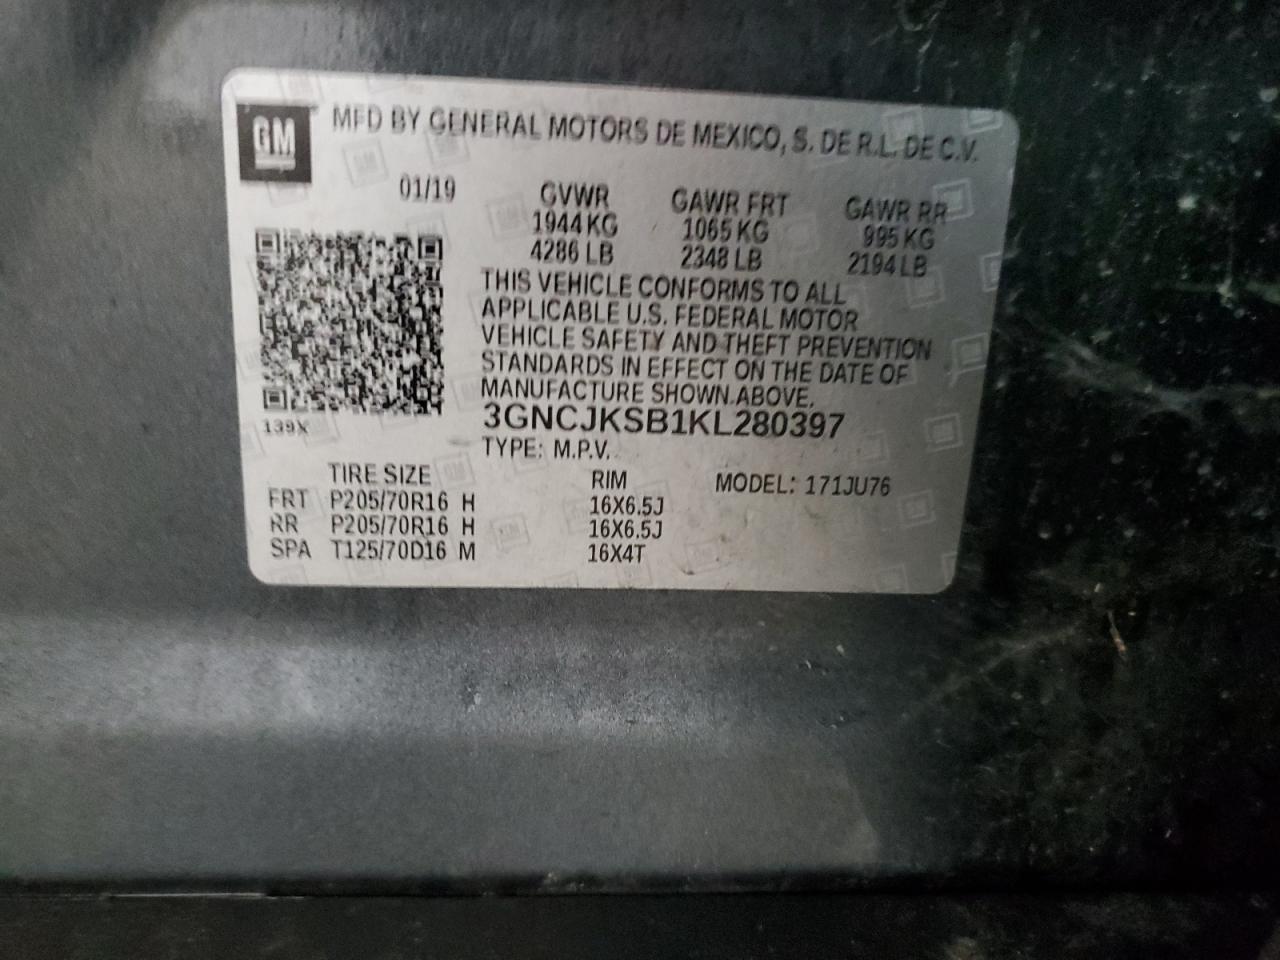 GM
MFD BY GENERAL MOTORS DE MEXICO, S. DE R.L. DE C.V.
01/19 GVWR GAWR FRT GAWR RR
1944 KG 1065 KG 995 KG
4286 LB 2348 LB 2194 LB
THIS VEHICLE CONFORMS TO ALL
APPLICABLE U.S. FEDERAL MOTOR
VEHICLE SAFETY AND THEFT PREVENTION
STANDARDS IN EFFECT ON THE DATE OF
MANUFACTURE SHOWN ABOVE.
139X
3GNCJKSB1KL280397
TYPE: M.P.V.
TIRE SIZE RIM MODEL: 171JU76
FRT P205/70R16 H 16X6.5J
RR P205/70R16 H 16X6.5J
SPA T125/70D16 M 16X4T